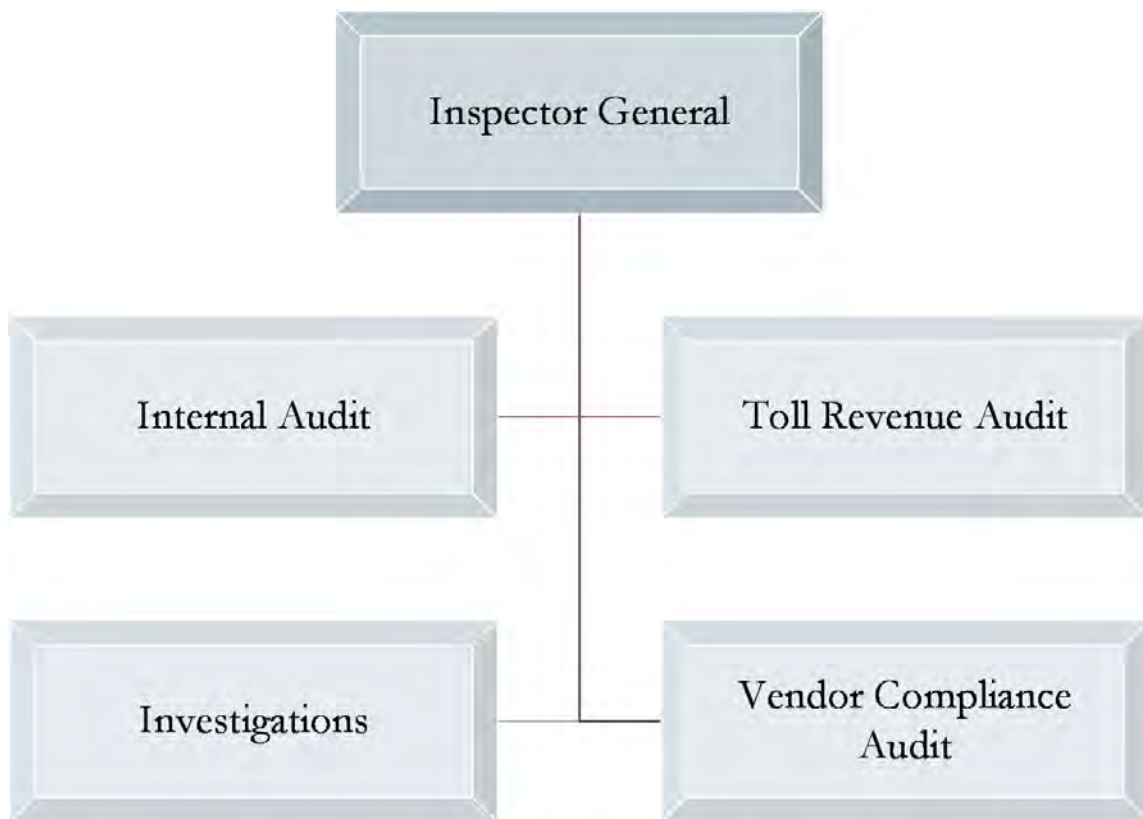 Inspector General
Internal Audit
Toll Revenue Audit
Investigations
Vendor Compliance
Audit